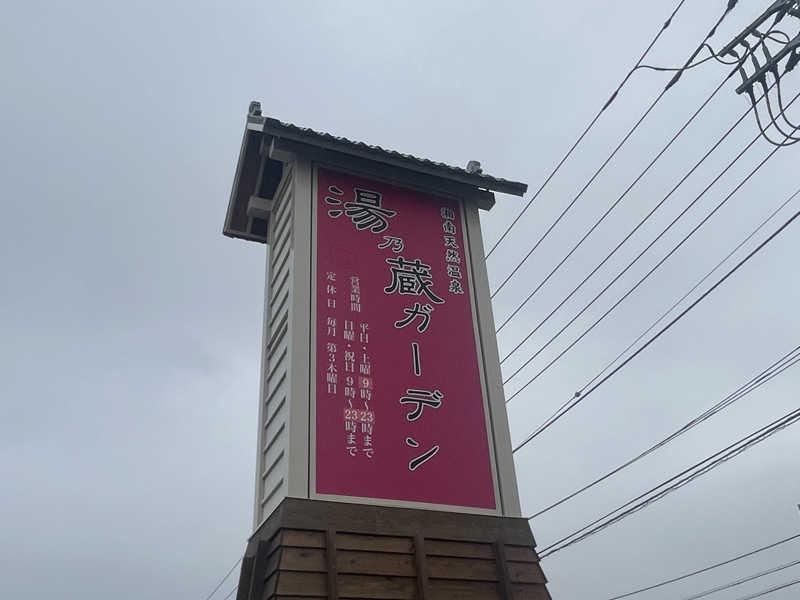 湘南天然温泉
湯乃蔵ガーデン
営業時間 平日・土曜 9時〜23時まで
日曜・祝日 9時〜23時まで
定休日 毎月 第3木曜日